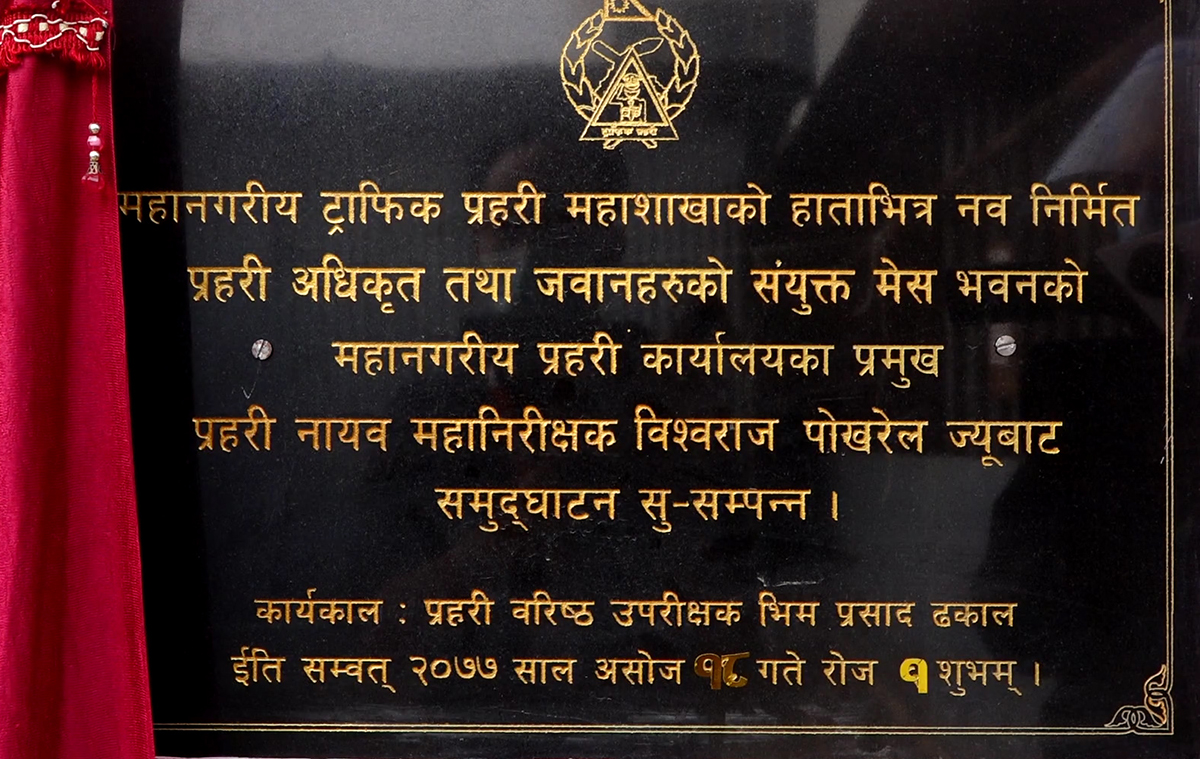 ट्राफिक प्रहरी
महानगरीय ट्राफिक प्रहरी महाशाखाको हाताभित्र नव निर्मित
प्रहरी अधिकृत तथा जवानहरुको संयुक्त मेस भवनको
महानगरीय प्रहरी कार्यालयका प्रमुख
प्रहरी नायव महानिरीक्षक विश्वराज पोखरेल ज्यूबाट
समुद्घाटन सु-सम्पन्न ।
कार्यकाल : प्रहरी वरिष्ठ उपरीक्षक भिम प्रसाद ढकाल
ईति सम्वत् २०७७ साल असोज १८ गते रोज १ शुभम् ।